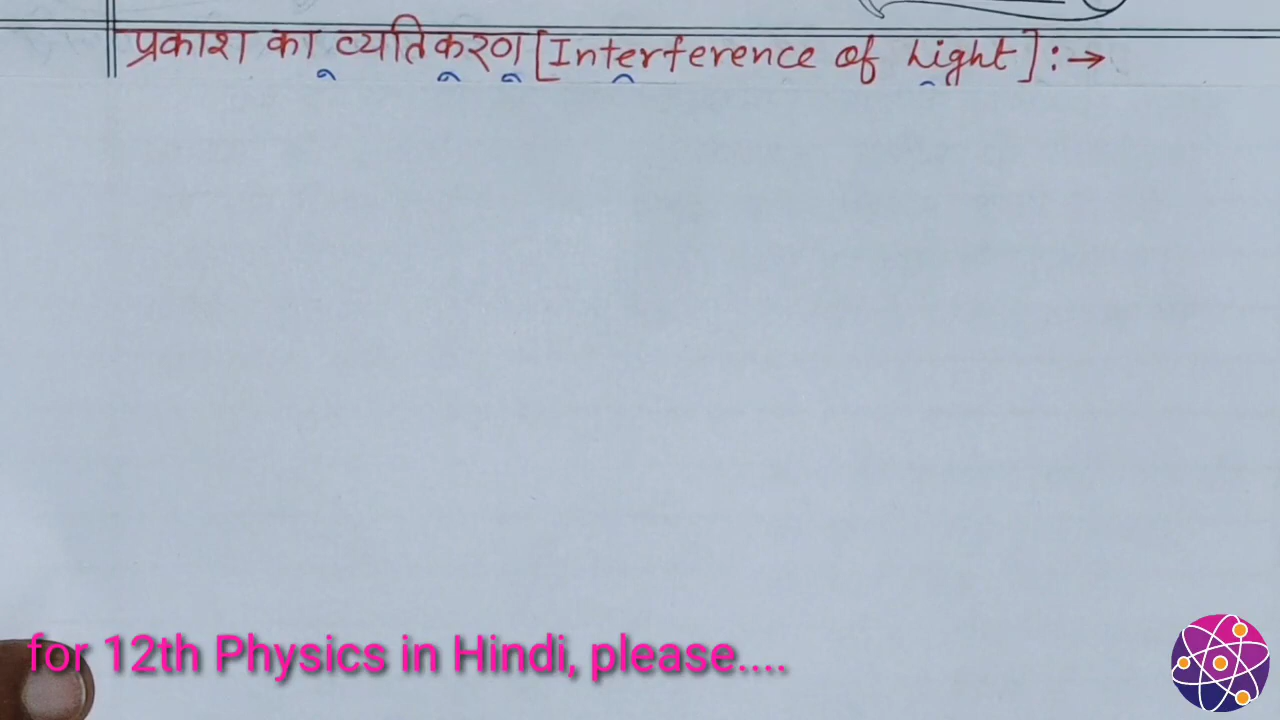 प्रकाश का व्यतिकरण [Interference of Light] :→
for 12th Physics in Hindi, please....